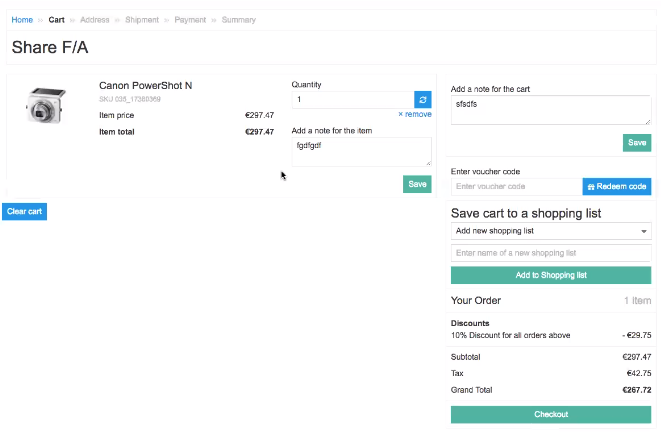 Home » Cart » Address » Shipment » Payment » Summary
Share F/A
Canon PowerShot N
SKU 035_17360369
Item price €297.47
Item total €297.47
Quantity
1
× remove
Add a note for the item
fgdfgdf
Save
Clear cart
Add a note for the cart
sfsdfs
Save
Enter voucher code
Enter voucher code
Redeem code
Save cart to a shopping list
Add new shopping list
Enter name of a new shopping list
Add to Shopping list
Your Order 1 Item
Discounts
10% Discount for all orders above - €29.75
Subtotal €297.47
Tax €42.75
Grand Total €267.72
Checkout